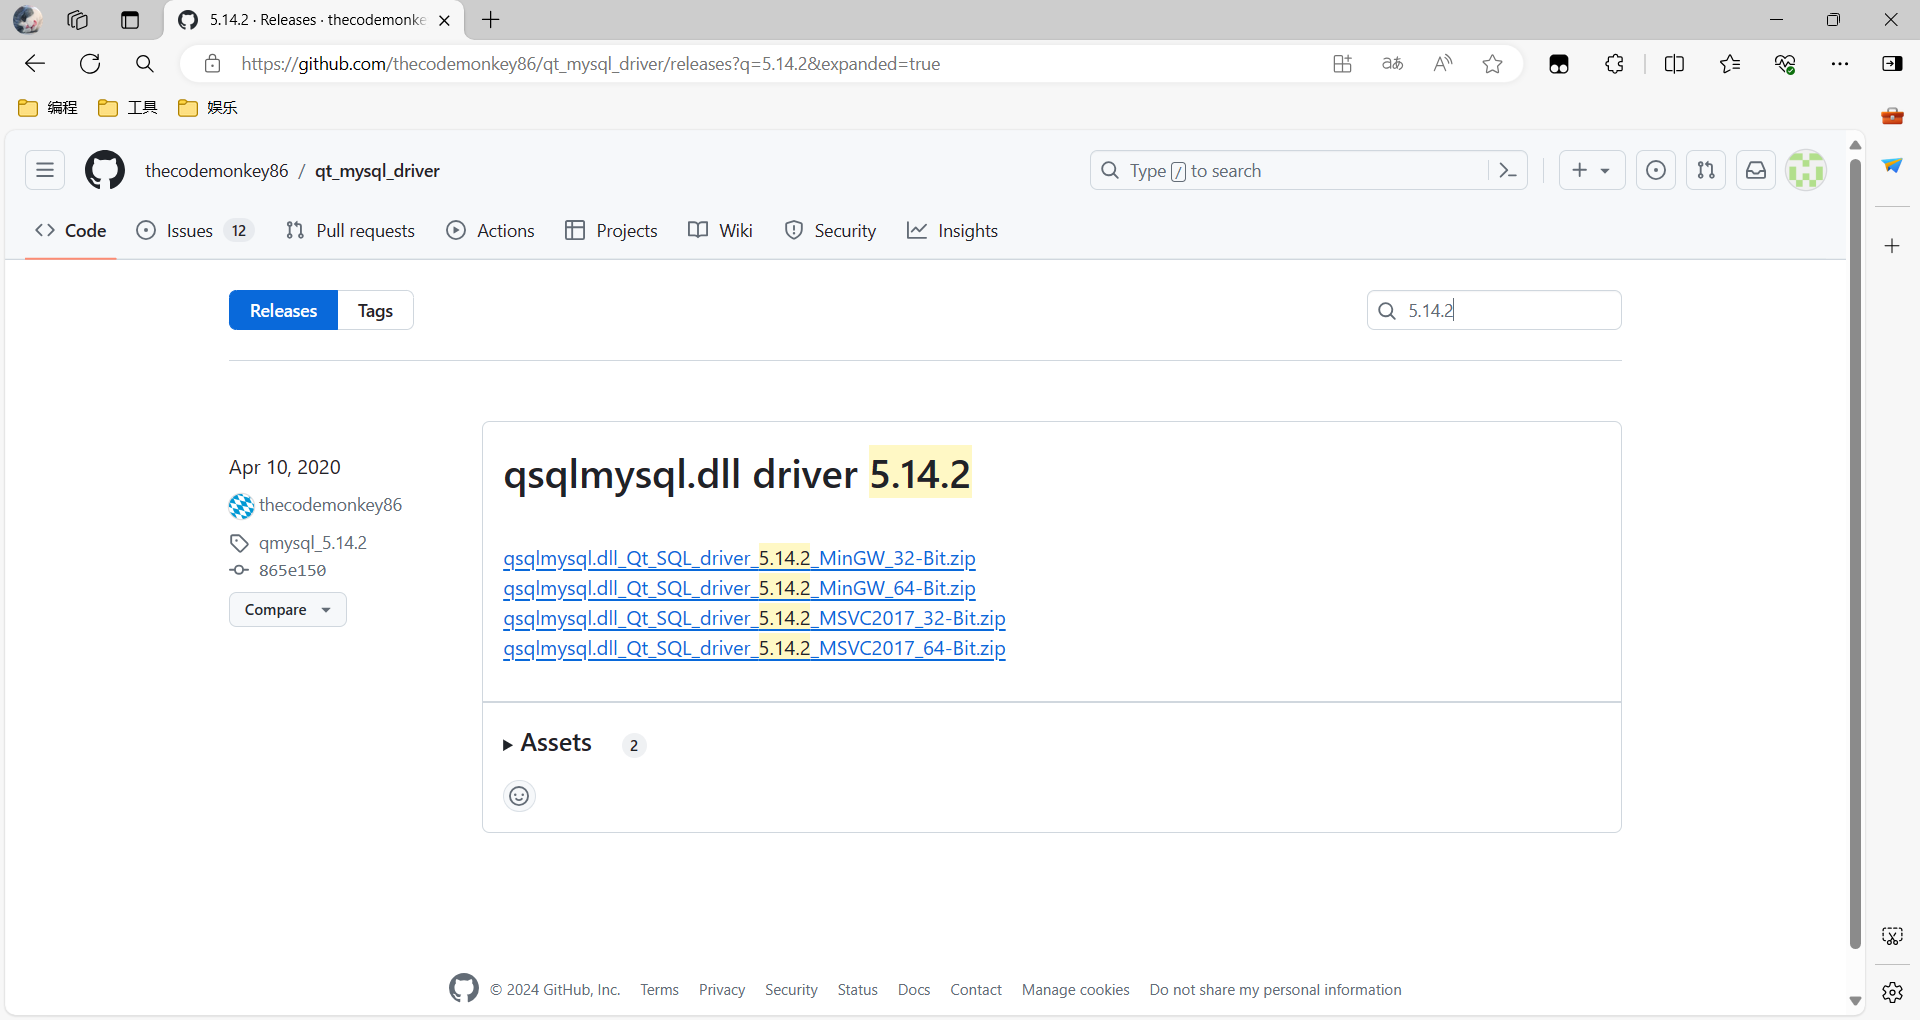 5.14.2 · Releases · thecodemonke
https://github.com/thecodemonkey86/qt_mysql_driver/releases?q=5.14.2&expanded=true
编程 工具 娱乐
thecodemonkey86 / qt_mysql_driver
Type / to search
Code Issues 12 Pull requests Actions Projects Wiki Security Insights
Releases Tags
5.14.2
Apr 10, 2020
thecodemonkey86
qmysql_5.14.2
865e150
Compare
qsqlmysql.dll driver 5.14.2
qsqlmysql.dll_Qt_SQL_driver_5.14.2_MinGW_32-Bit.zip
qsqlmysql.dll_Qt_SQL_driver_5.14.2_MinGW_64-Bit.zip
qsqlmysql.dll_Qt_SQL_driver_5.14.2_MSVC2017_32-Bit.zip
qsqlmysql.dll_Qt_SQL_driver_5.14.2_MSVC2017_64-Bit.zip
Assets 2
© 2024 GitHub, Inc. Terms Privacy Security Status Docs Contact Manage cookies Do not share my personal information